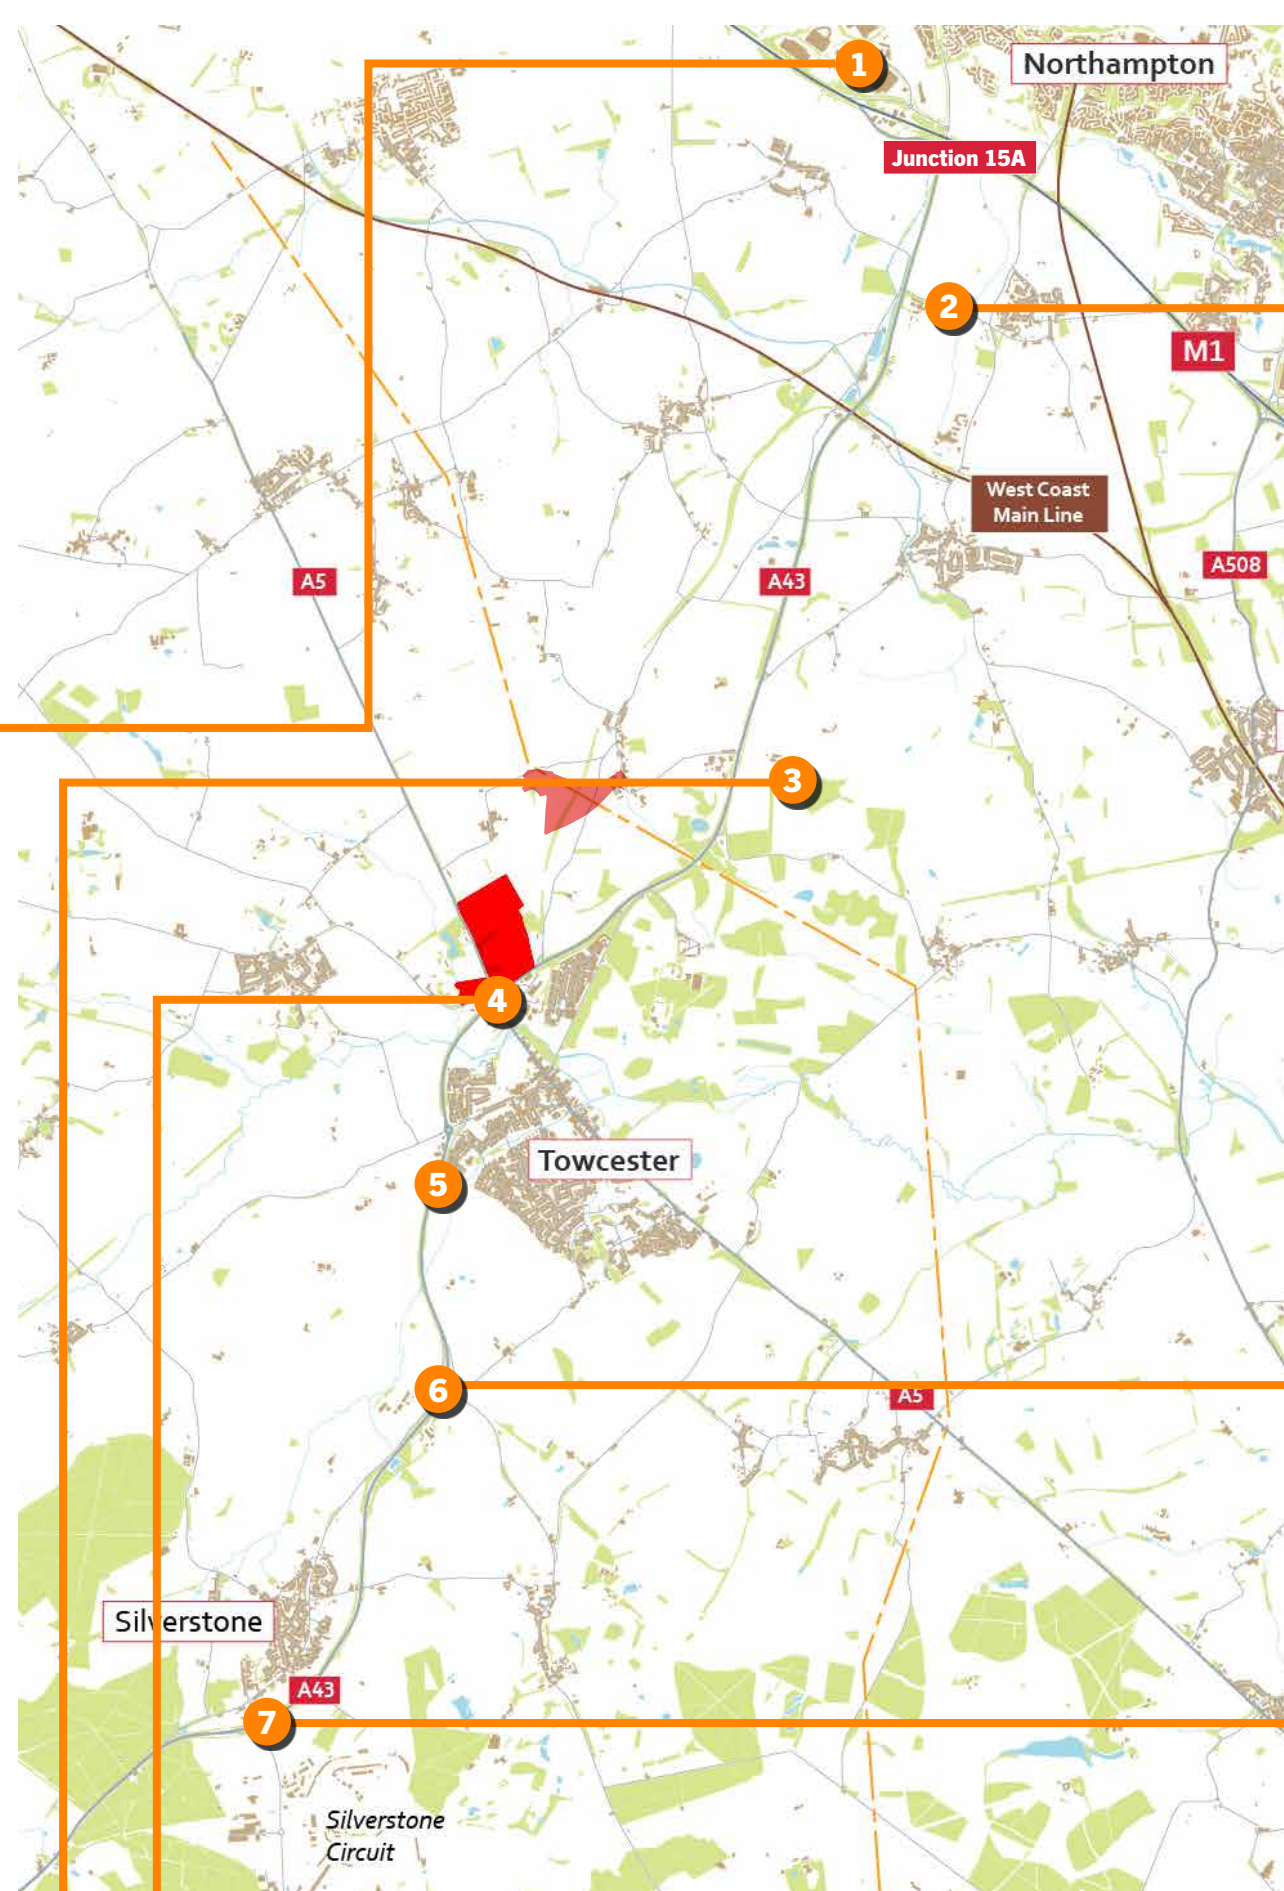 1
Northampton
Junction 15A
2
M1
West Coast
Main Line
A508
A5
A43
3
4
Towcester
5
6
A5
Silverstone
A43
7
Silverstone
Circuit